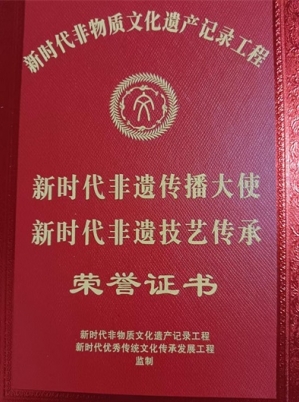 新时代非物质文化遗产记录工程
新时代非遗传播大使
新时代非遗技艺传承
荣誉证书
新时代非物质文化遗产记录工程
新时代优秀传统文化传承发展工程
监制